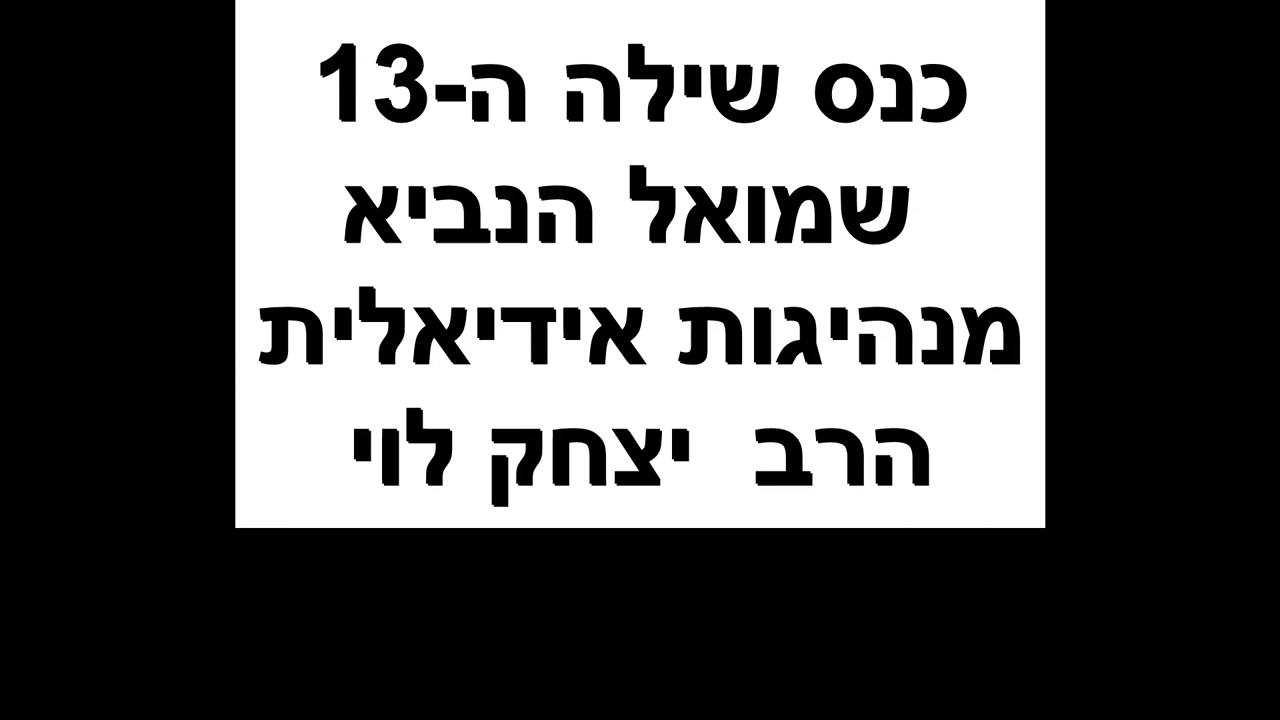 כנס שילה ה-13
שמואל הנביא
מנהיגות אידיאלית
הרב יצחק לוי